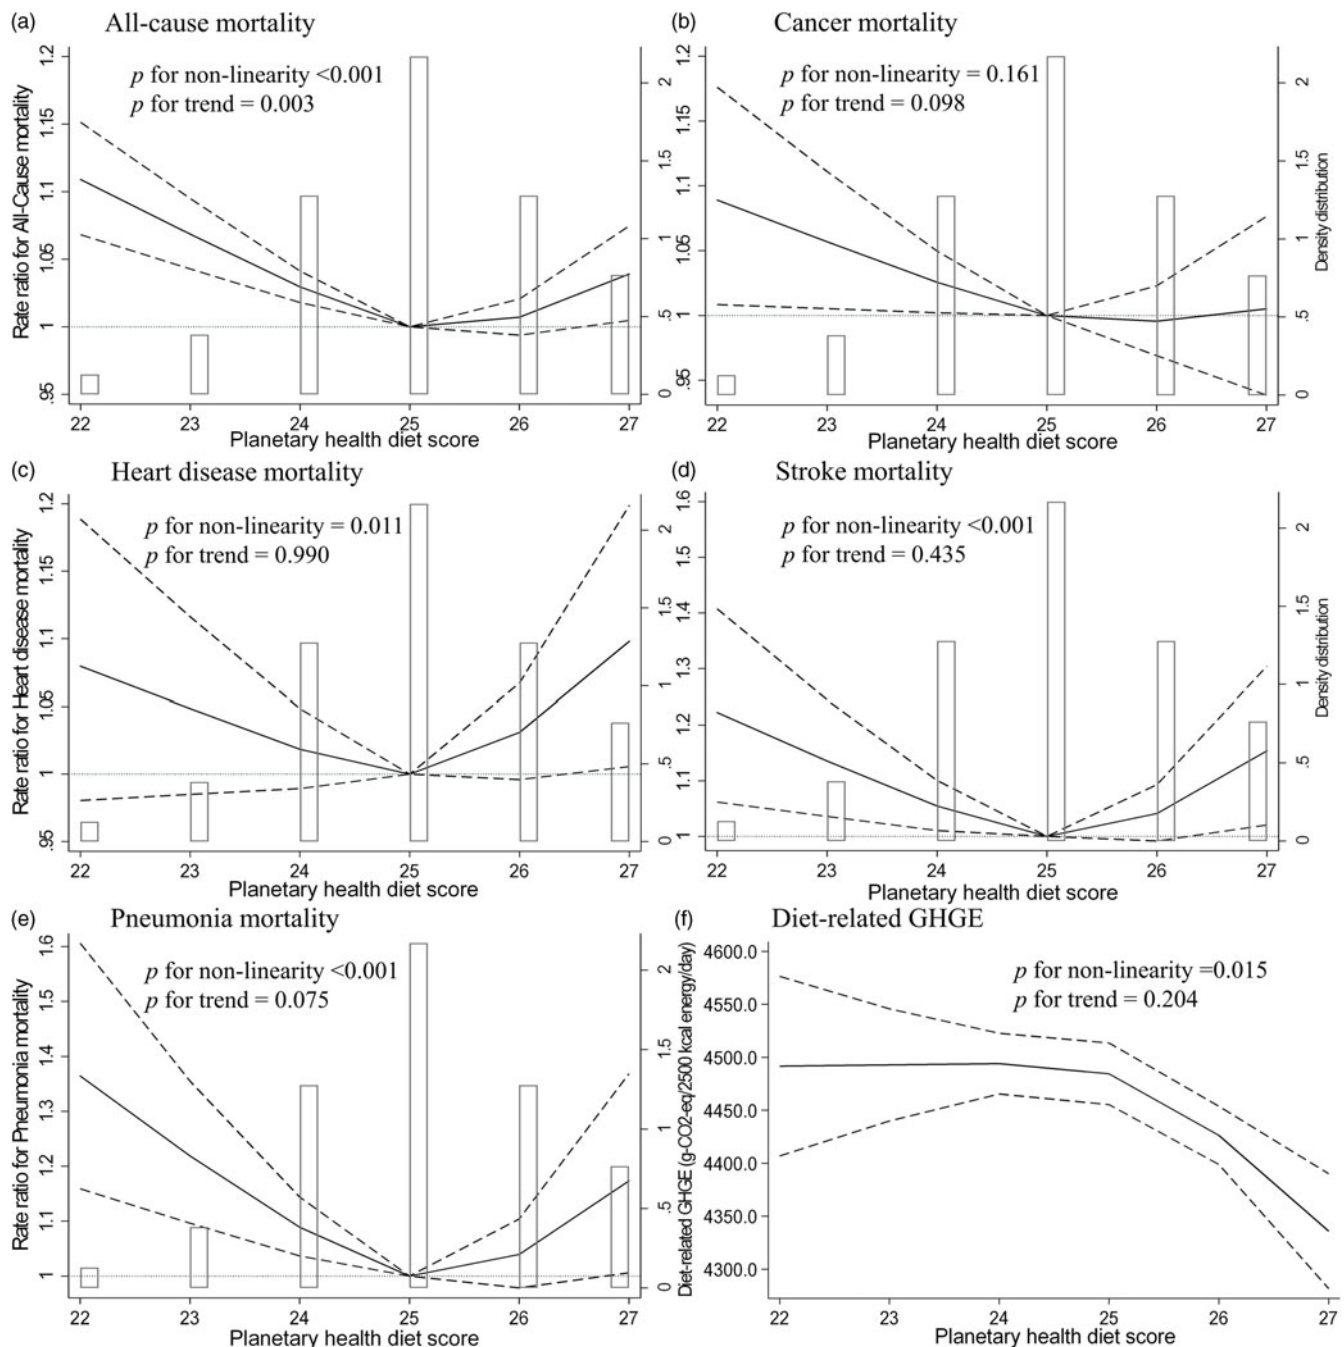 (a) All-cause mortality
p for non-linearity <0.001
p for trend = 0.003
Rate ratio for All-Cause mortality
1.2
1.15
1.1
1.05
1
.95
2
1.5
1
.5
0
22 23 24 25 26 27
Planetary health diet score
(b) Cancer mortality
p for non-linearity = 0.161
p for trend = 0.098
1.2
1.15
1.1
1.05
1
.95
2
1.5
1
.5
0
Density distribution
22 23 24 25 26 27
Planetary health diet score
(c) Heart disease mortality
p for non-linearity = 0.011
p for trend = 0.990
Rate ratio for Heart disease mortality
1.2
1.15
1.1
1.05
1
.95
2
1.5
1
.5
0
22 23 24 25 26 27
Planetary health diet score
(d) Stroke mortality
p for non-linearity <0.001
p for trend = 0.435
1.6
1.5
1.4
1.3
1.2
1.1
1
2
1.5
1
.5
0
Density distribution
22 23 24 25 26 27
Planetary health diet score
(e) Pneumonia mortality
p for non-linearity <0.001
p for trend = 0.075
Rate ratio for Pneumonia mortality
1.6
1.5
1.4
1.3
1.2
1.1
1
2
1.5
1
.5
0
22 23 24 25 26 27
Planetary health diet score
(f) Diet-related GHGE
p for non-linearity =0.015
p for trend = 0.204
Diet-related GHGE (g-CO2-eq/2500 kcal energy/day)
4600.0
4550.0
4500.0
4450.0
4400.0
4350.0
4300.0
22 23 24 25 26 27
Planetary health diet score